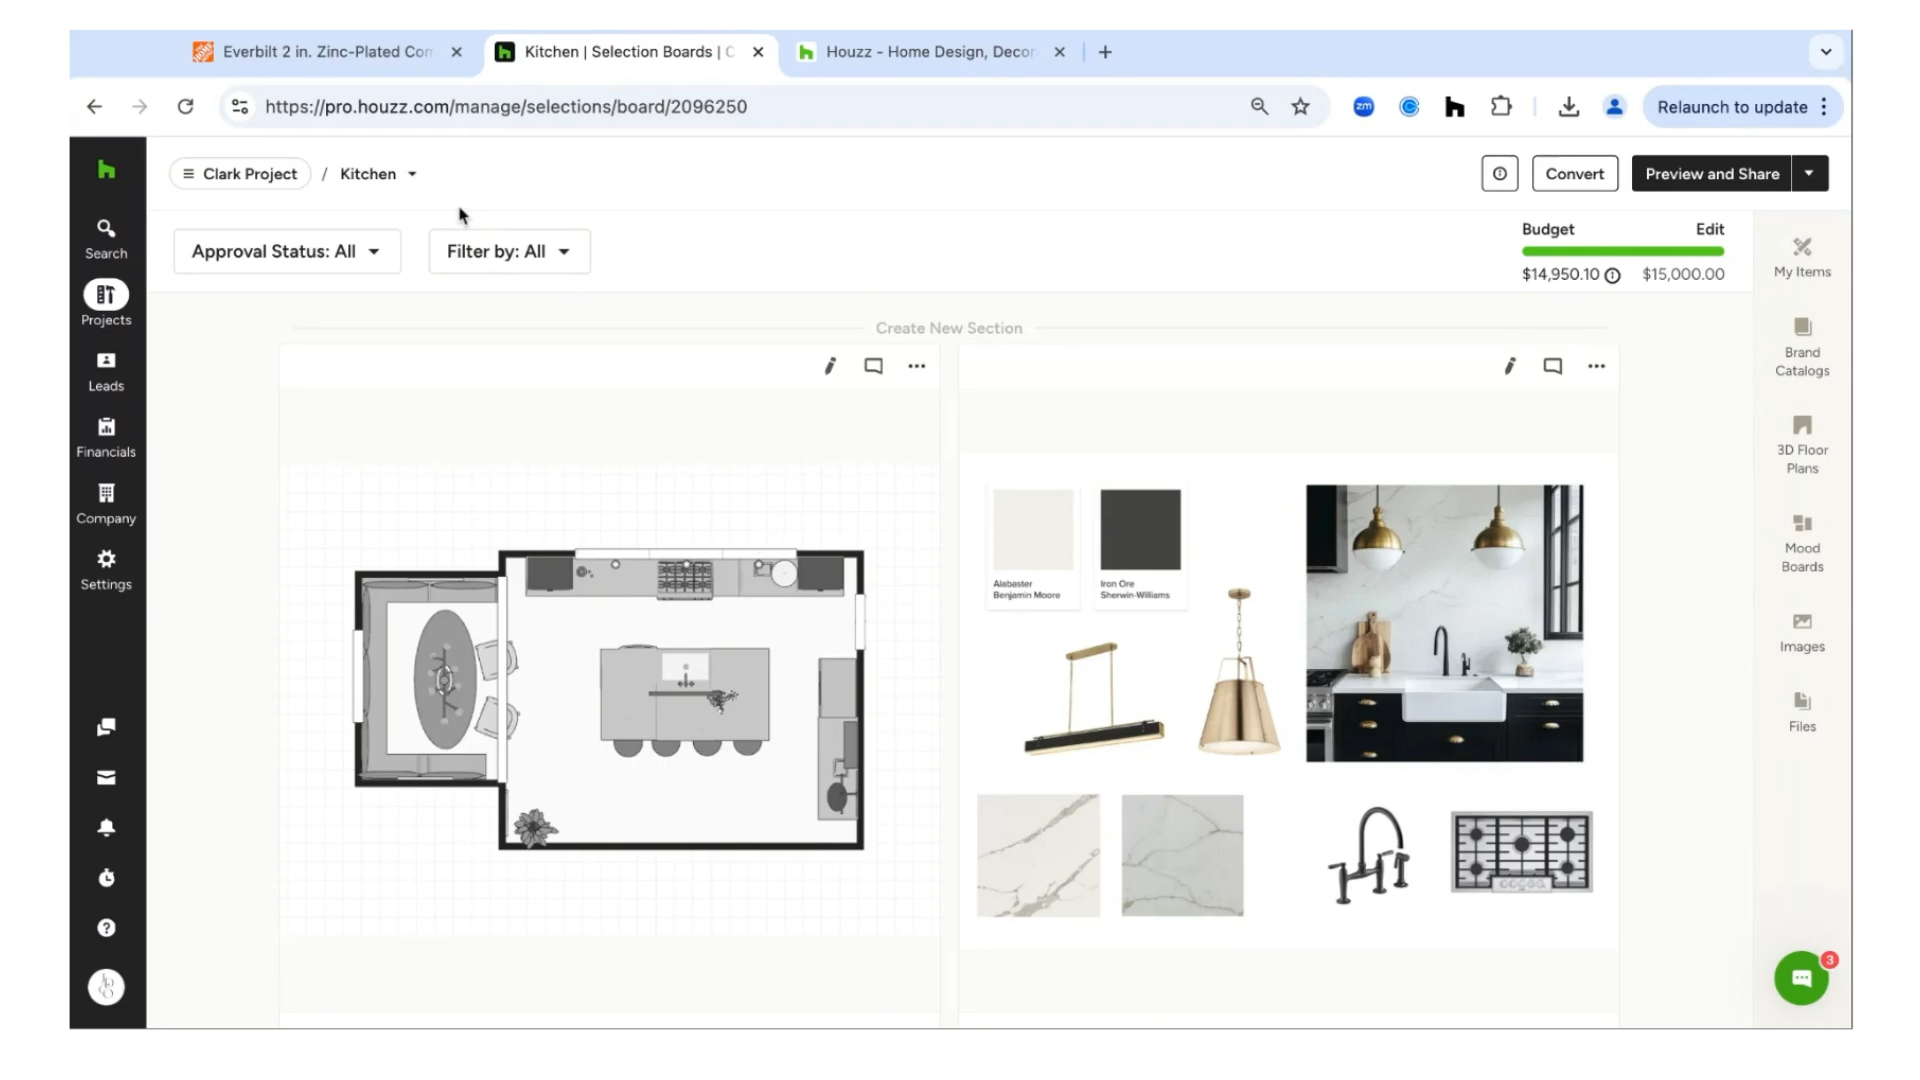 Everbilt 2 in. Zinc-Plated Com
Kitchen | Selection Boards | C
Houzz - Home Design, Decor
https://pro.houzz.com/manage/selections/board/2096250
zm
Relaunch to update
Clark Project / Kitchen
Convert
Preview and Share
Search
Projects
Leads
Financials
Company
Settings
Approval Status: All
Filter by: All
Budget
Edit
$14,950.10
$15,000.00
My Items
Brand
Catalogs
3D Floor
Plans
Mood
Boards
Images
Files
Create New Section
Alabaster
Benjamin Moore
Iron Ore
Sherwin-Williams
3